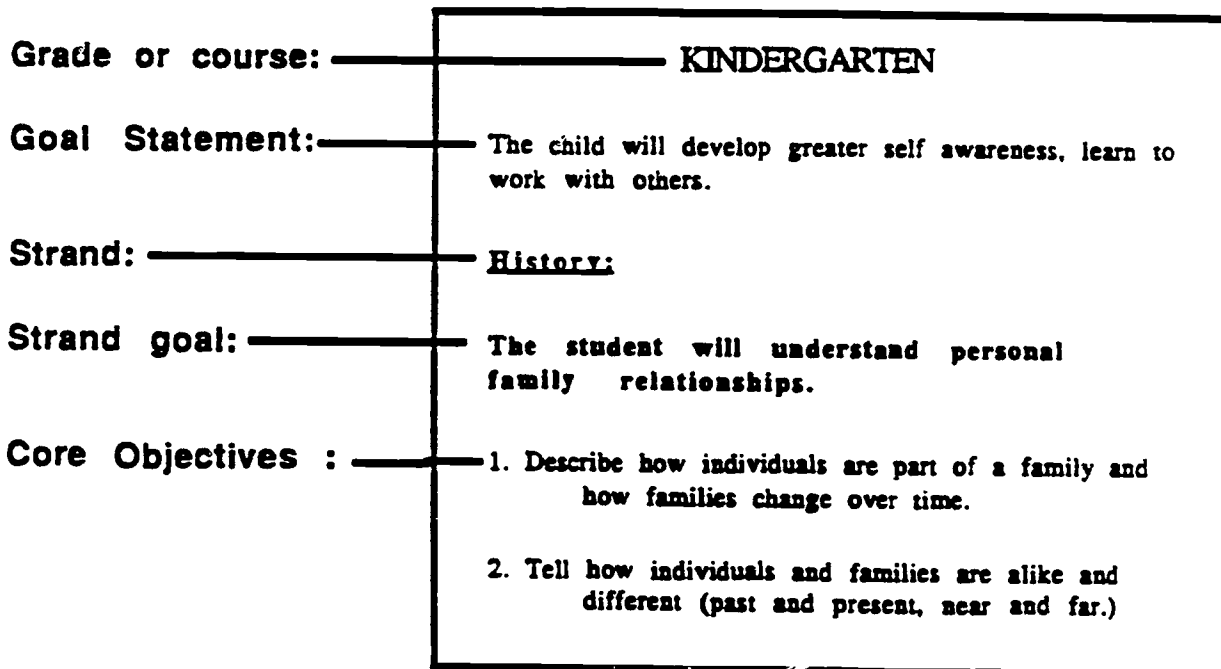 Grade or course: KINDERGARTEN
Goal Statement: The child will develop greater self awareness, learn to
work with others.
Strand: History:
Strand goal: The student will understand personal
family relationships.
Core Objectives : 1. Describe how individuals are part of a family and
how families change over time.
2. Tell how individuals and families are alike and
different (past and present, near and far.)